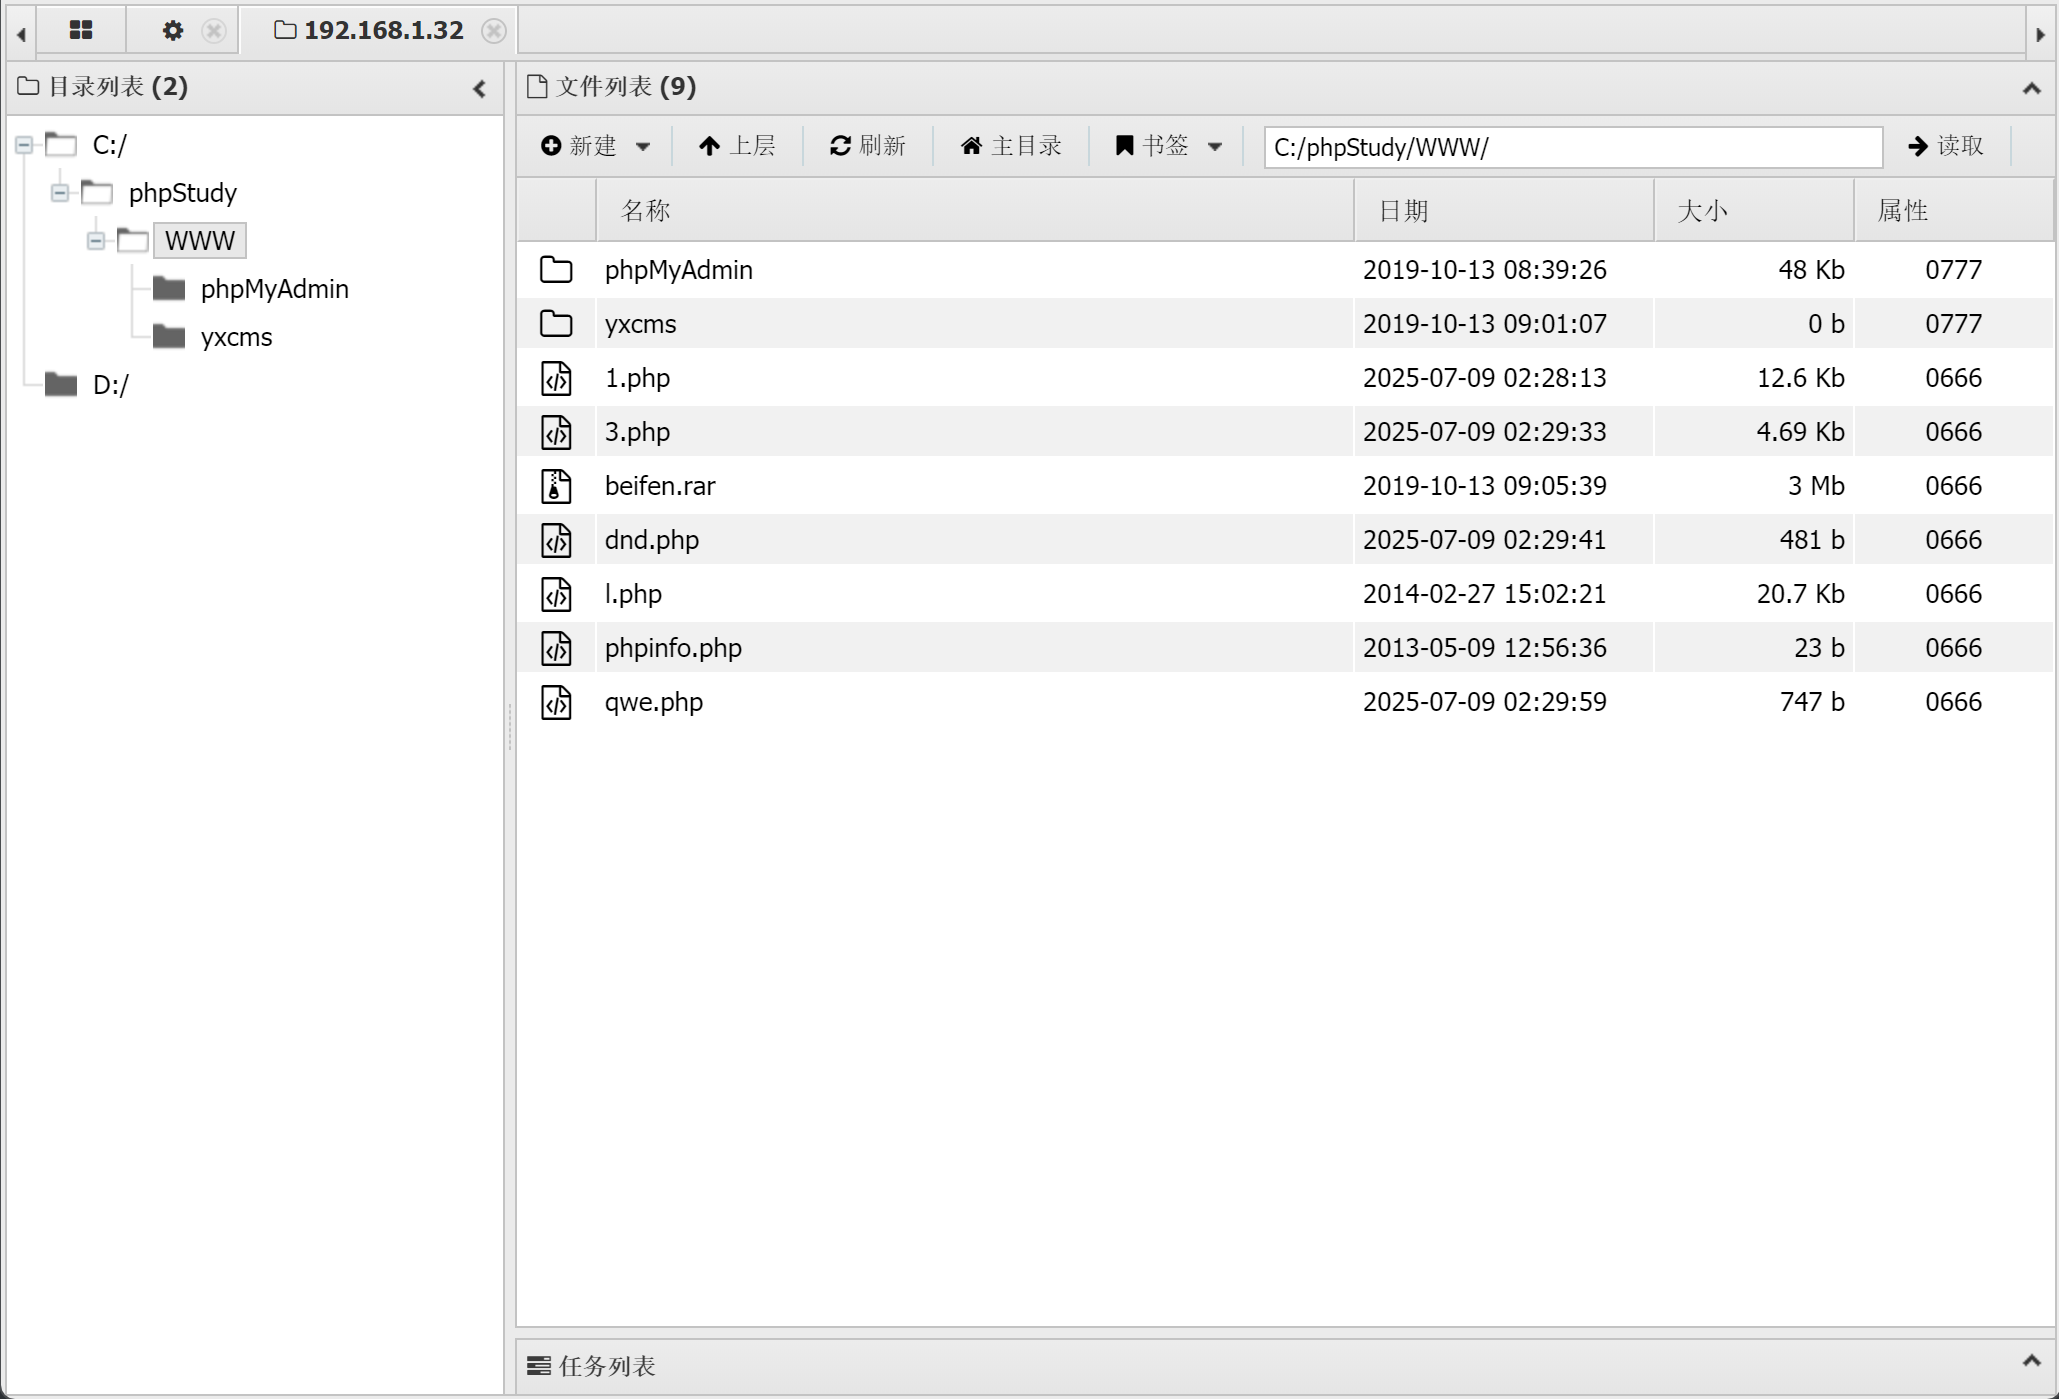 192.168.1.32
目录列表 (2)
C:/
phpStudy
WWW
phpMyAdmin
yxcms
D:/
文件列表 (9)
新建 上层 刷新 主目录 书签 C:/phpStudy/WWW/ 读取
名称 日期 大小 属性
phpMyAdmin 2019-10-13 08:39:26 48 Kb 0777
yxcms 2019-10-13 09:01:07 0 b 0777
1.php 2025-07-09 02:28:13 12.6 Kb 0666
3.php 2025-07-09 02:29:33 4.69 Kb 0666
beifen.rar 2019-10-13 09:05:39 3 Mb 0666
dnd.php 2025-07-09 02:29:41 481 b 0666
l.php 2014-02-27 15:02:21 20.7 Kb 0666
phpinfo.php 2013-05-09 12:56:36 23 b 0666
qwe.php 2025-07-09 02:29:59 747 b 0666
任务列表